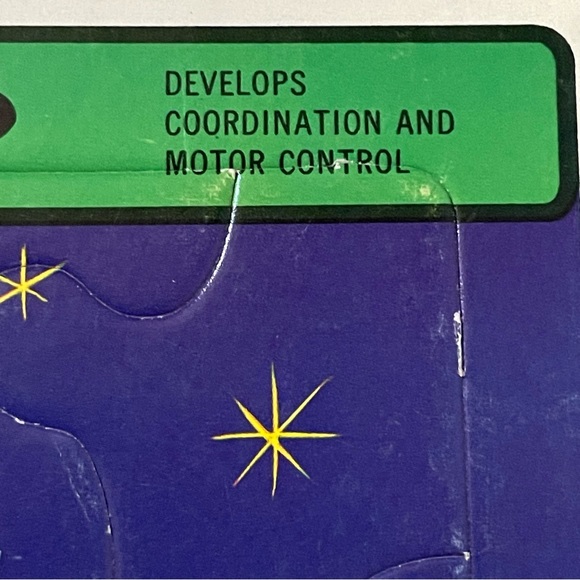 DEVELOPS
COORDINATION AND
MOTOR CONTROL